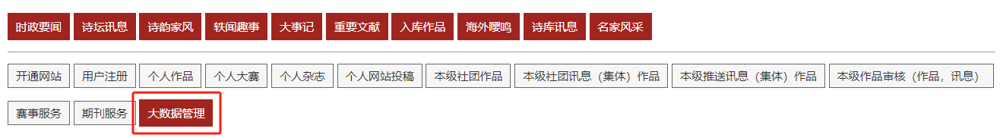 时政要闻 诗坛讯息 诗韵家风 轶闻趣事 大事记 重要文献 入库作品 海外嘤鸣 诗库讯息 名家风采
开通网站 用户注册 个人作品 个人大赛 个人杂志 个人网站投稿 本级社团作品 本级社团讯息（集体）作品 本级推送讯息（集体）作品 本级作品审核（作品，讯息）
赛事服务 期刊服务 大数据管理